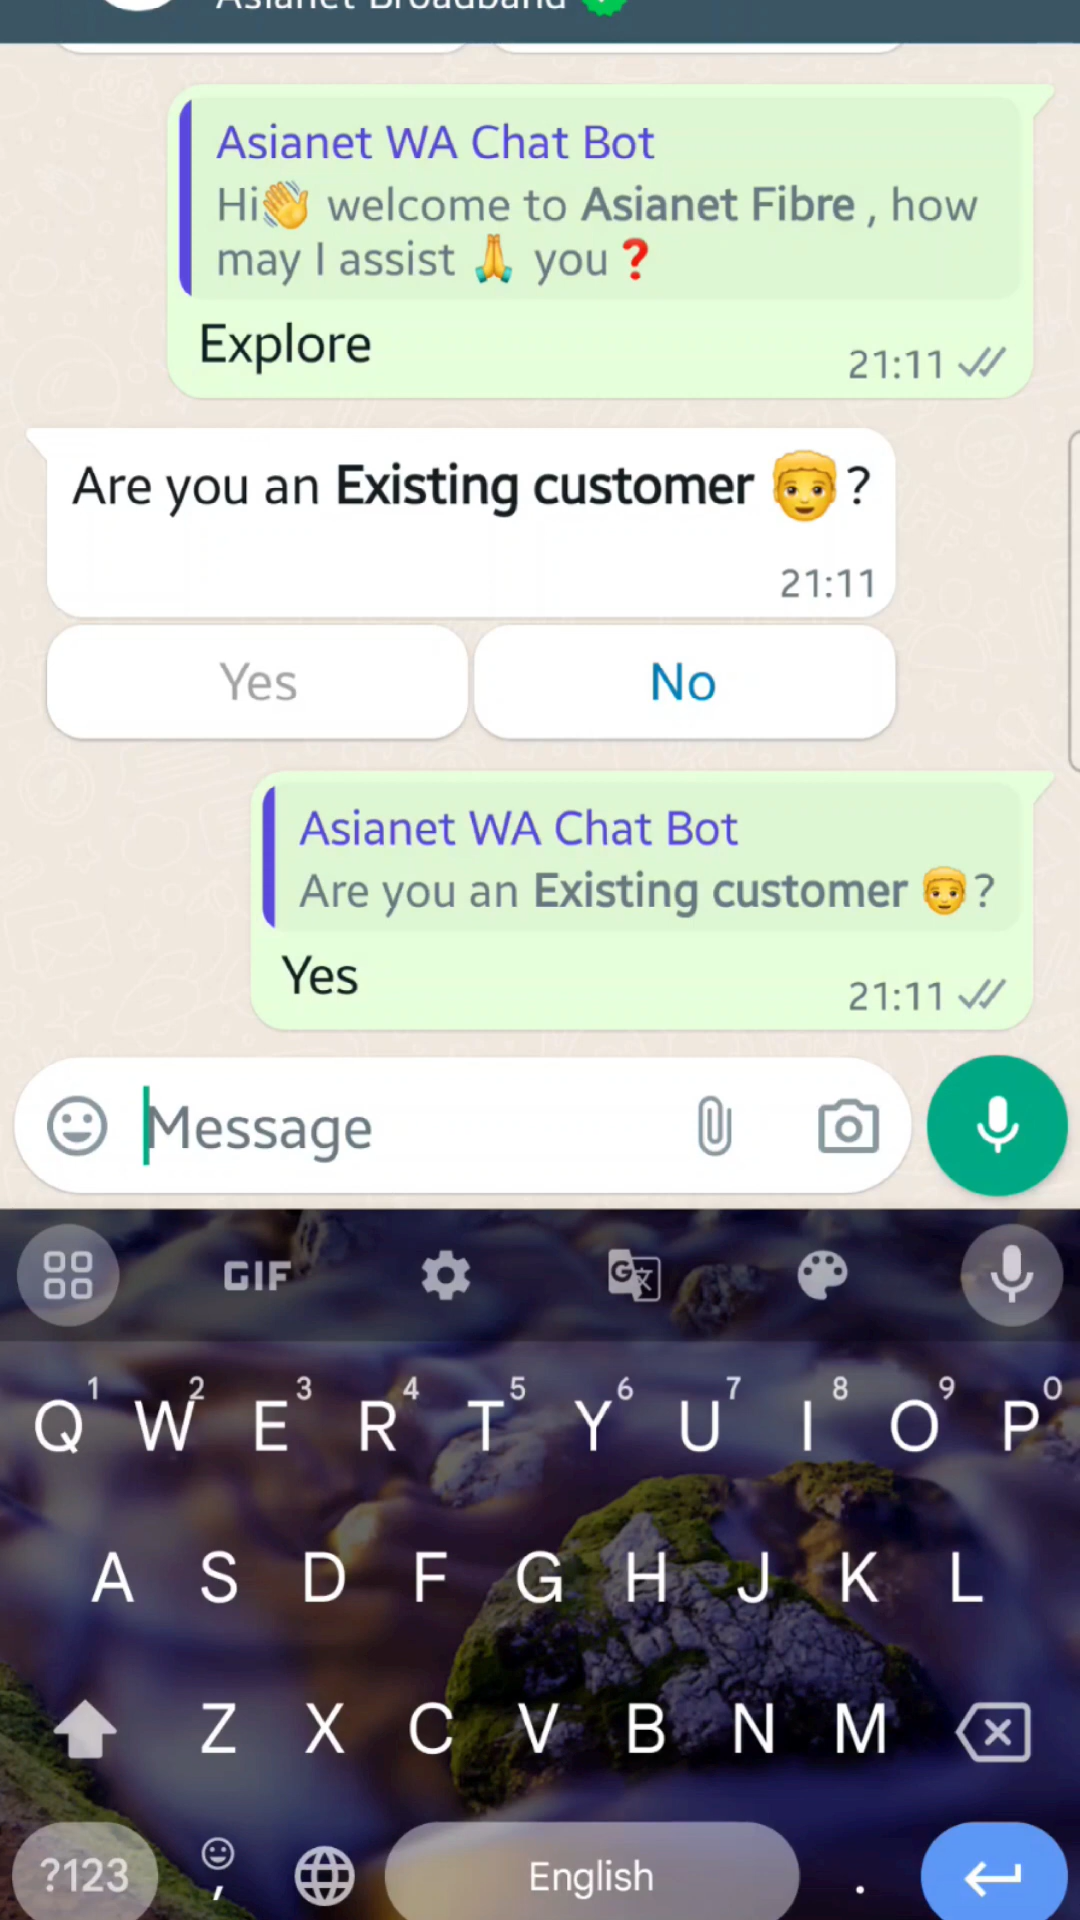 Asianet Broadband
Asianet WA Chat Bot
Hi👋 welcome to Asianet Fibre , how
may I assist 🙏 you❓
Explore
21:11
Are you an Existing customer 👨?
21:11
Yes No
Asianet WA Chat Bot
Are you an Existing customer 👨?
Yes
21:11
Message
GIF
1 2 3 4 5 6 7 8 9 0
Q W E R T Y U I O P
A S D F G H J K L
Z X C V B N M
?123 , English .